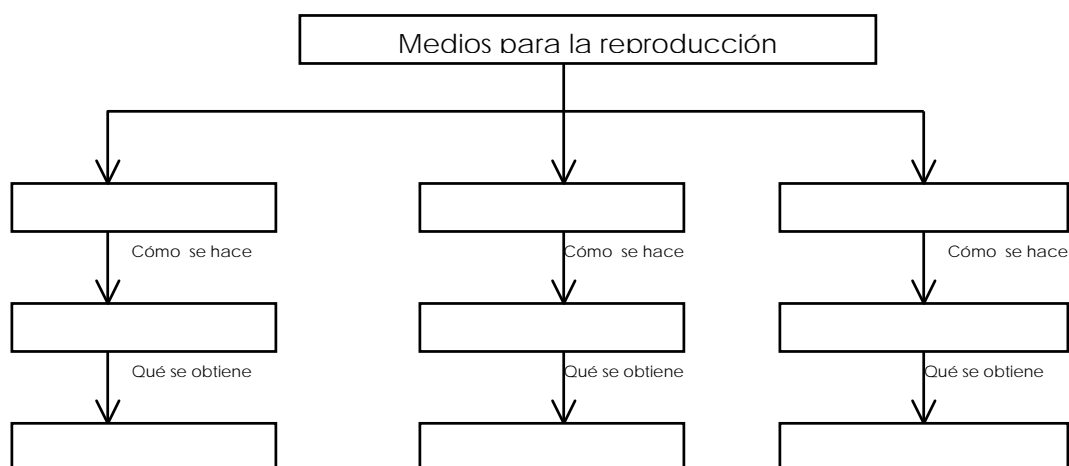 Medios para la reproducción
Cómo se hace
Cómo se hace
Cómo se hace
Qué se obtiene
Qué se obtiene
Qué se obtiene